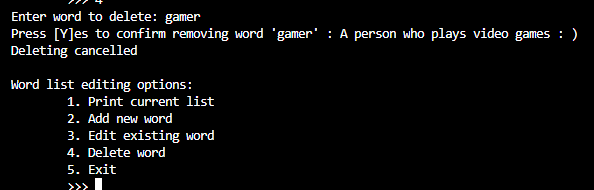 >>> 4
Enter word to delete: gamer
Press [Y]es to confirm removing word 'gamer' : A person who plays video games : )
Deleting cancelled
Word list editing options:
1. Print current list
2. Add new word
3. Edit existing word
4. Delete word
5. Exit
>>>